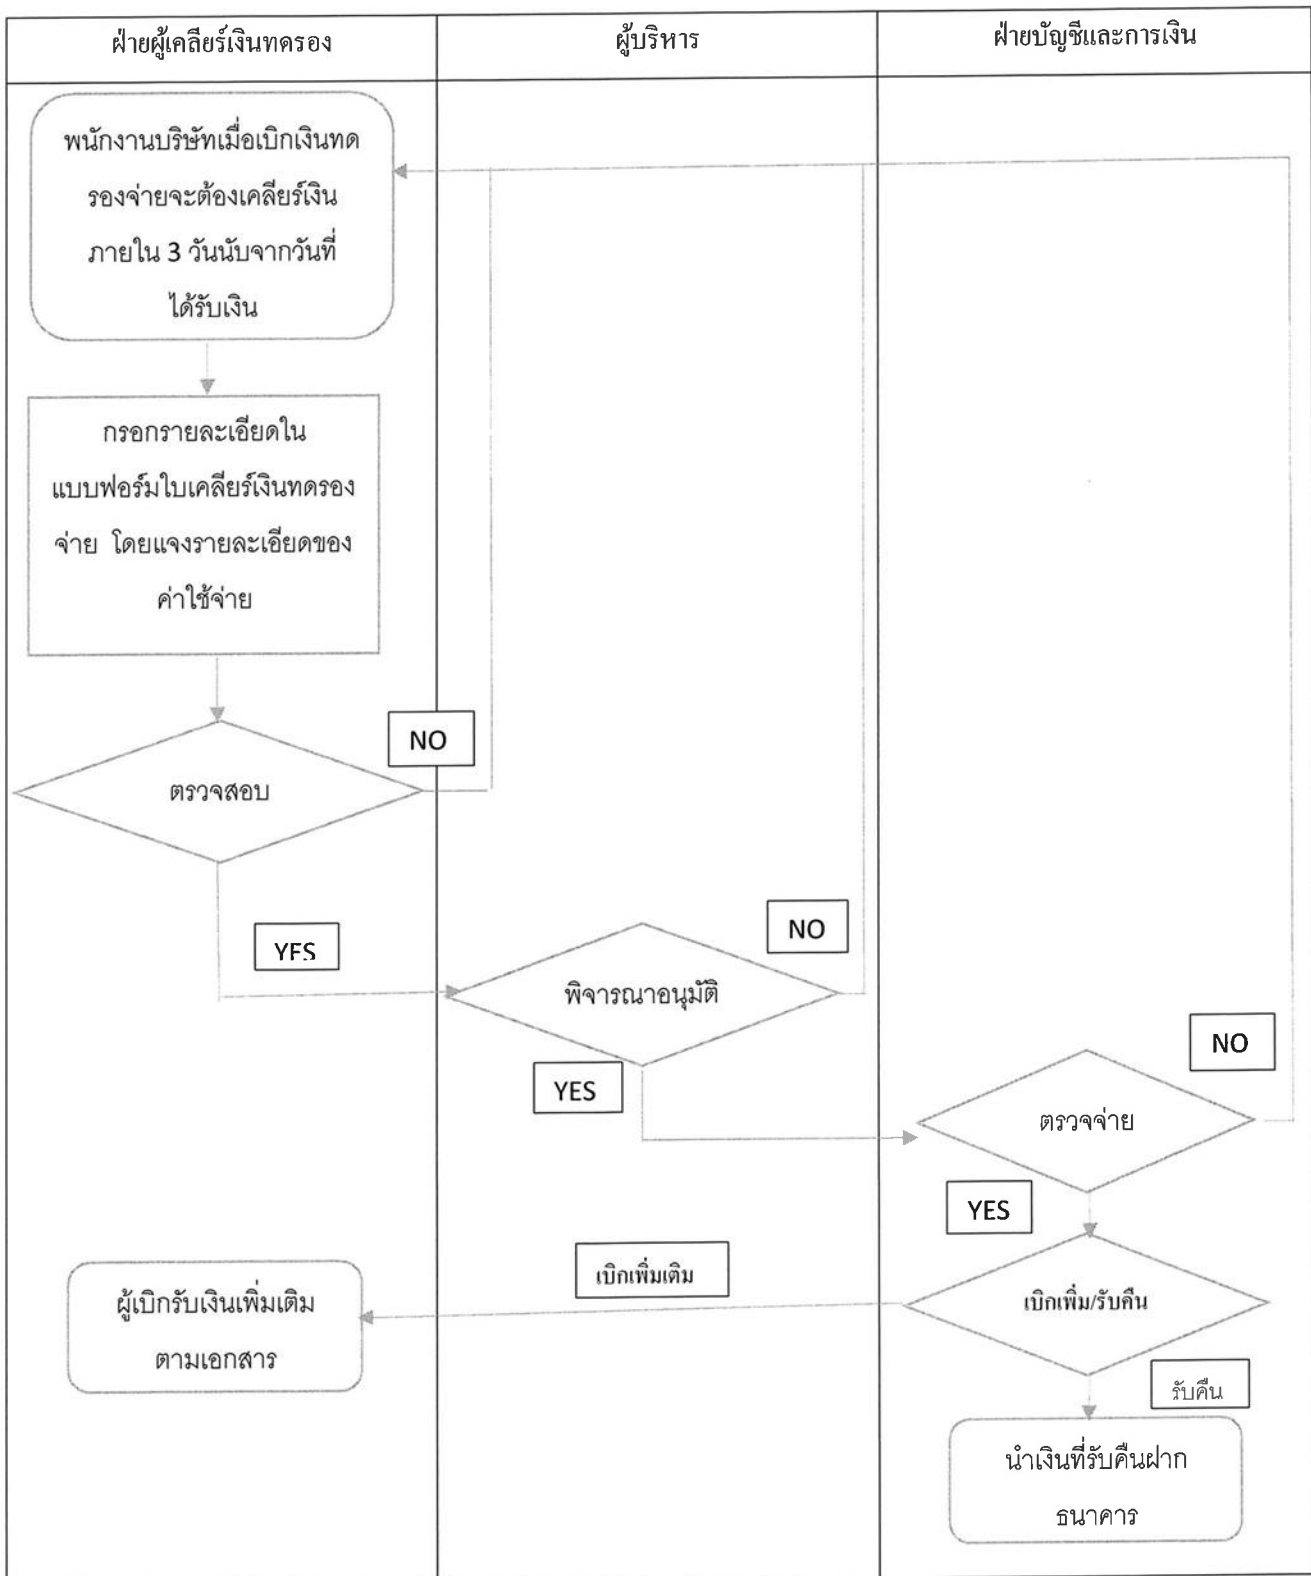 ฝ่ายผู้เคลียร์เงินทดรอง
ผู้บริหาร
ฝ่ายบัญชีและการเงิน
พนักงานบริษัทเมื่อเบิกเงินทด
รองจ่ายจะต้องเคลียร์เงิน
ภายใน 3 วันนับจากวันที่
ได้รับเงิน
กรอกรายละเอียดใน
แบบฟอร์มใบเคลียร์เงินทดรอง
จ่าย โดยแจงรายละเอียดของ
ค่าใช้จ่าย
NO
ตรวจสอบ
YES
NO
พิจารณาอนุมัติ
YES
NO
ตรวจจ่าย
YES
เบิกเพิ่มเติม
เบิกเพิ่ม/รับคืน
ผู้เบิกรับเงินเพิ่มเติม
ตามเอกสาร
รับคืน
นำเงินที่รับคืนฝาก
ธนาคาร